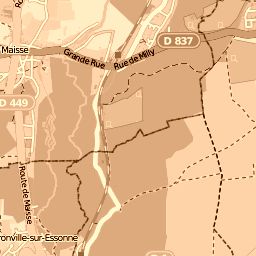 D 837
Maisse
Grande Rue
Rue de Milly
D 449
Route de Maisse
ronville-sur-Essonne